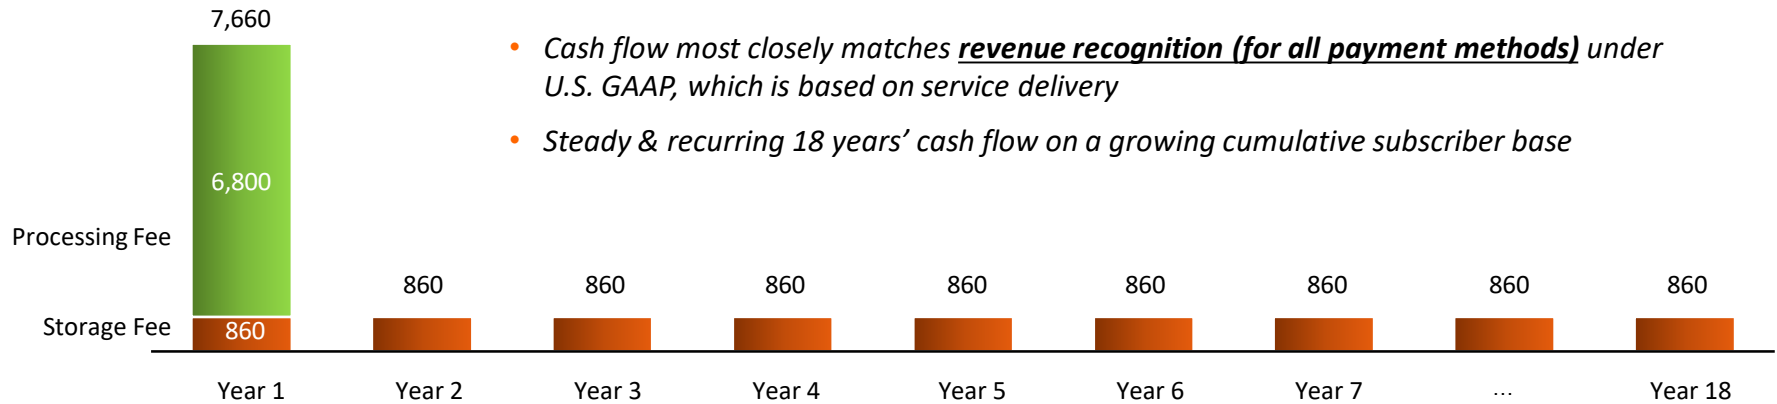 7,660
• Cash flow most closely matches revenue recognition (for all payment methods) under
U.S. GAAP, which is based on service delivery
• Steady & recurring 18 years’ cash flow on a growing cumulative subscriber base
6,800
Processing Fee
860 860 860 860 860 860 860 860
Storage Fee 860
Year 1 Year 2 Year 3 Year 4 Year 5 Year 6 Year 7 ... Year 18